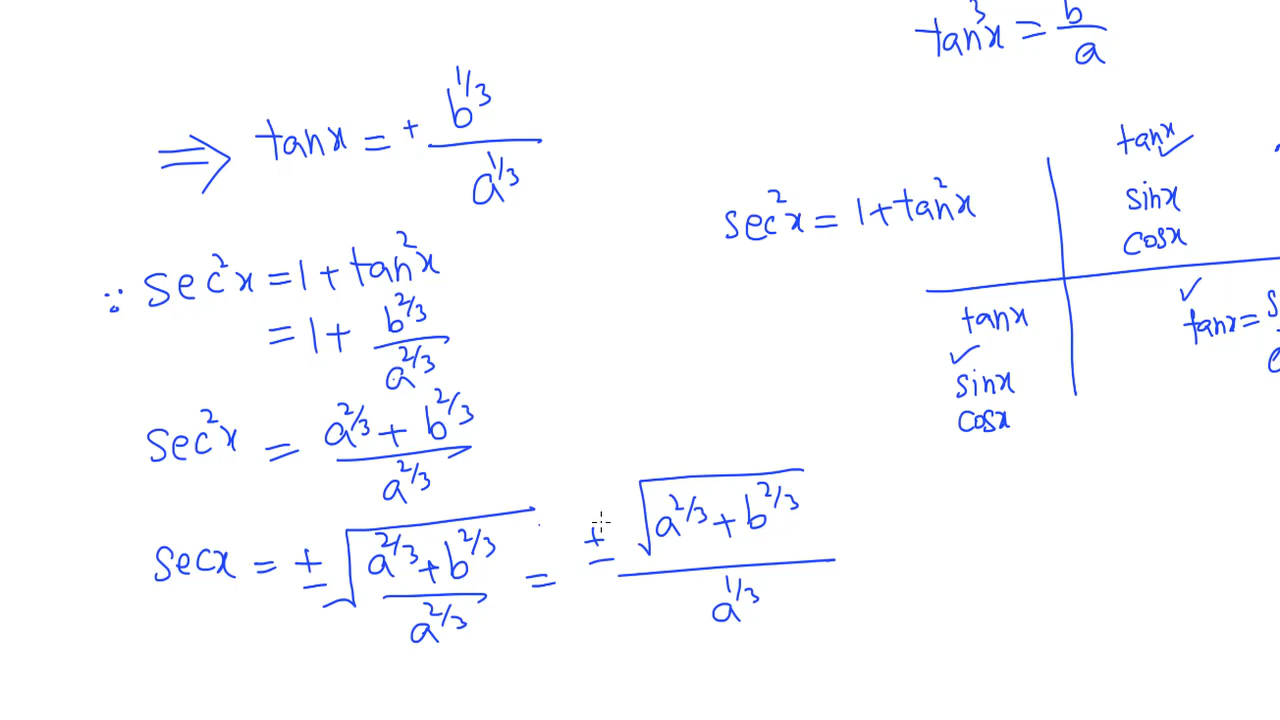 tan³x = b/a
⇒ tanx = + b^1/3 / a^1/3
∵ sec²x = 1 + tan²x
= 1 + b^2/3 / a^2/3
sec²x = a^2/3 + b^2/3 / a^2/3
secx = ± √(a^2/3 + b^2/3 / a^2/3) = ± √(a^2/3 + b^2/3) / a^1/3
sec²x = 1 + tan²x
tanx ✓
sinx
cosx
tanx
✓ sinx
cosx
✓
tanx =